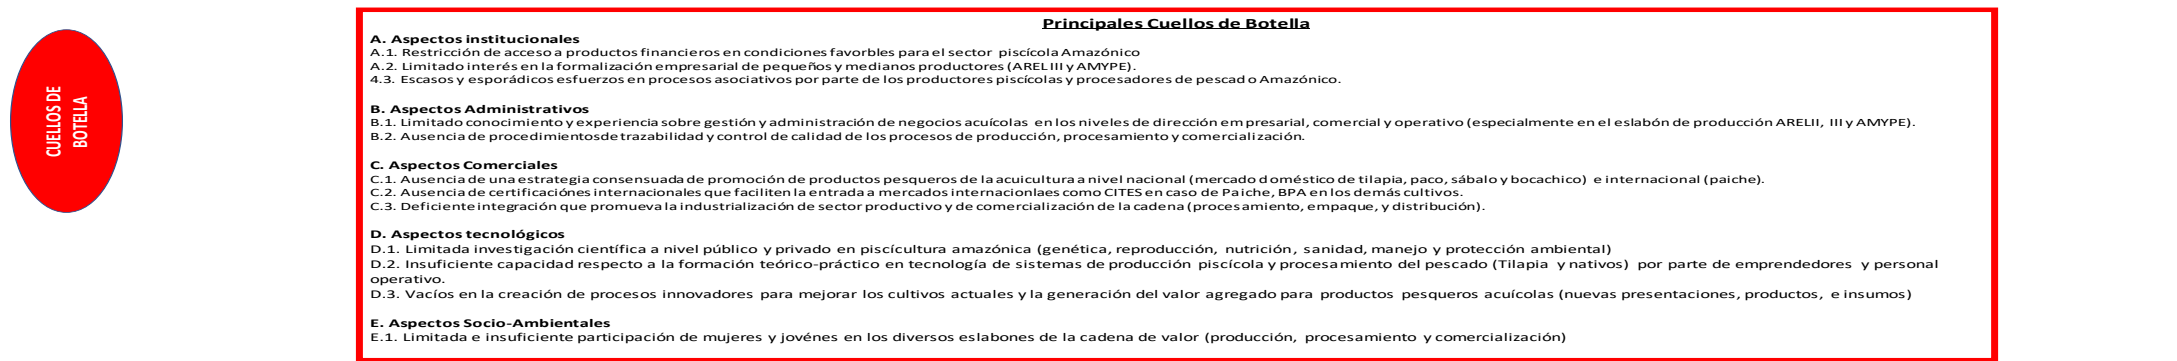 CUELLOS DE
BOTELLA
Principales Cuellos de Botella
A. Aspectos institucionales
A.1. Restricción de acceso a productos financieros en condiciones favorbles para el sector piscícola Amazónico
A.2. Limitado interés en la formalización empresarial de pequeños y medianos productores (AREL III y AMYPE).
4.3. Escasos y esporádicos esfuerzos en procesos asociativos por parte de los productores piscícolas y procesadores de pescado Amazónico.
B. Aspectos Administrativos
B.1. Limitado conocimiento y experiencia sobre gestión y administración de negocios acuícolas en los niveles de dirección empresarial, comercial y operativo (especialmente en el eslabón de producción ARELII, III y AMYPE).
B.2. Ausencia de procedimientos de trazabilidad y control de calidad de los procesos de producción, procesamiento y comercialización.
C. Aspectos Comerciales
C.1. Ausencia de una estrategia consensuada de promoción de productos pesqueros de la acuicultura a nivel nacional (mercado doméstico de tilapia, paco, sábalo y bocachico) e internacional (paiche).
C.2. Ausencia de certificaciónes internacionales que faciliten la entrada a mercados internacionlaes como CITES en caso de Paiche, BPA en los demás cultivos.
C.3. Deficiente integración que promueva la industrialización de sector productivo y de comercialización de la cadena (procesamiento, empaque, y distribución).
D. Aspectos tecnológicos
D.1. Limitada investigación científica a nivel público y privado en piscícultura amazónica (genética, reproducción, nutrición, sanidad, manejo y protección ambiental)
D.2. Insuficiente capacidad respecto a la formación teórico-práctico en tecnología de sistemas de producción piscícola y procesamiento del pescado (Tilapia y nativos) por parte de emprendedores y personal
operativo.
D.3. Vacíos en la creación de procesos innovadores para mejorar los cultivos actuales y la generación del valor agregado para productos pesqueros acuícolas (nuevas presentaciones, productos, e insumos)
E. Aspectos Socio-Ambientales
E.1. Limitada e insuficiente participación de mujeres y jovénes en los diversos eslabones de la cadena de valor (producción, procesamiento y comercialización)